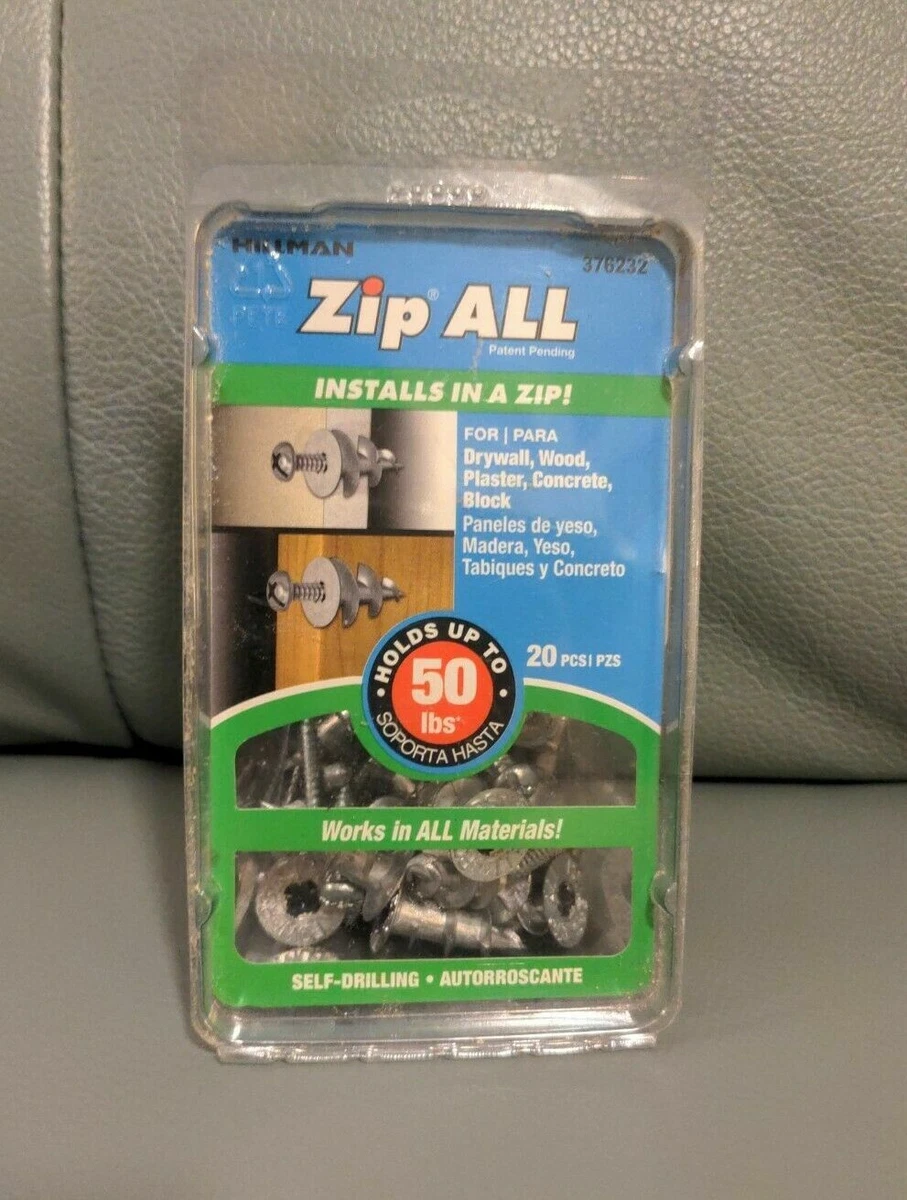 HILLMAN
376232
PETE
Zip® ALL
Patent Pending
INSTALLS IN A ZIP!
FOR | PARA
Drywall, Wood,
Plaster, Concrete,
Block
Paneles de yeso,
Madera, Yeso,
Tabiques y Concreto
HOLDS UP TO
50
lbs*
SOPORTA HASTA
20 PCS| PZS
Works in ALL Materials!
SELF-DRILLING • AUTORROSCANTE